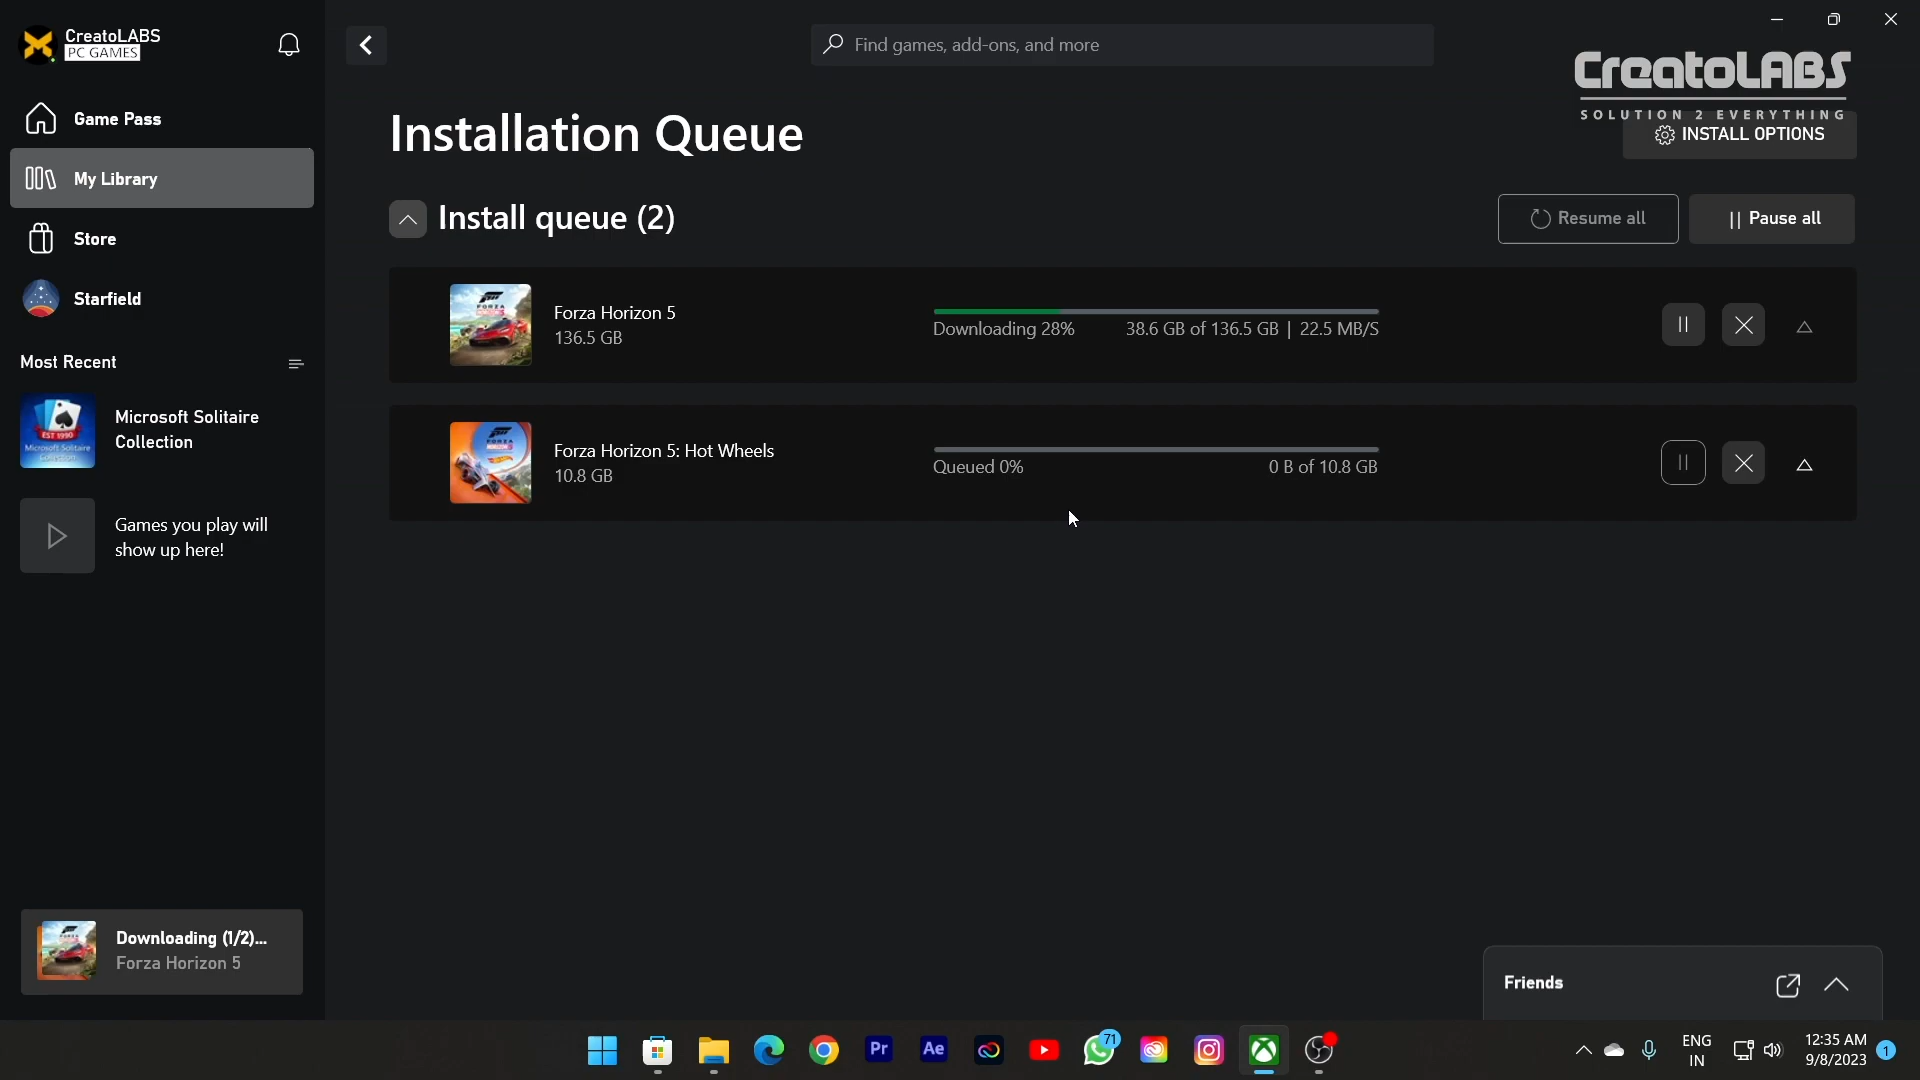 CreatoLABS
PC GAMES
Find games, add-ons, and more
CreatoLABS
SOLUTION 2 EVERYTHING
INSTALL OPTIONS
Game Pass
My Library
Store
Starfield
Most Recent
Microsoft Solitaire
Collection
Games you play will
show up here!
Installation Queue
Install queue (2)
Resume all
Pause all
Forza Horizon 5
136.5 GB
Downloading 28%
38.6 GB of 136.5 GB | 22.5 MB/S
Forza Horizon 5: Hot Wheels
10.8 GB
Queued 0%
0 B of 10.8 GB
Downloading (1/2)...
Forza Horizon 5
Friends
Pr
Ae
71
ENG
IN
12:35 AM
9/8/2023
1